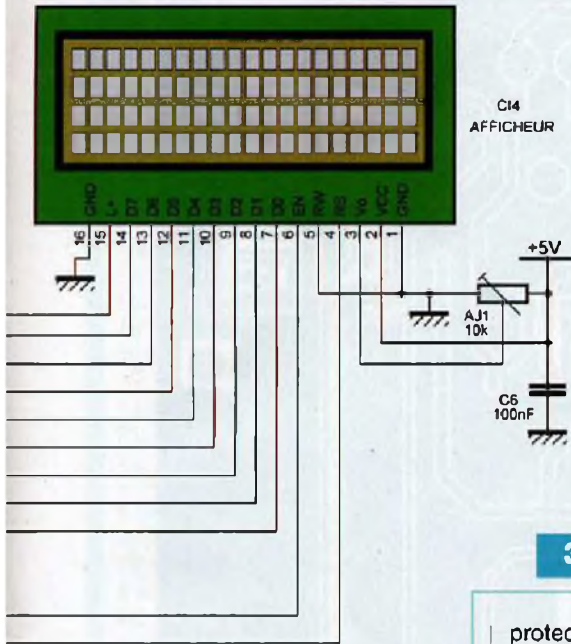 CI4
AFFICHEUR
GND
L+
D7
D6
D5
D4
D3
D2
D1
D0
EN
RW
RS
Vo
VCC
GND
16
15
14
13
12
11
10
9
8
7
6
5
4
3
2
1
+5V
AJ1
10k
C6
100nF
3
protec